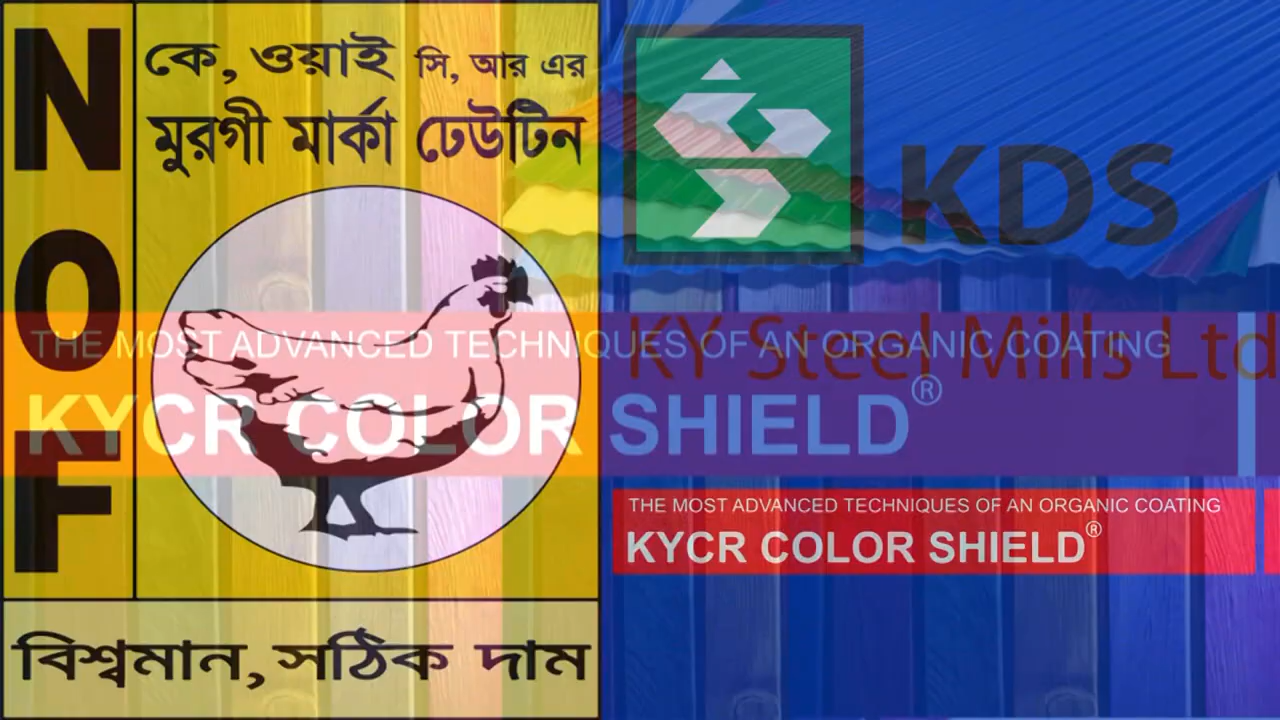 NOF
কে, ওয়াই সি, আর এর
মুরগী মার্কা ঢেউটিন
KDS
KY Steel Mills Ltd
THE MOST ADVANCED TECHNIQUES OF AN ORGANIC COATING
KYCR COLOR SHIELD®
THE MOST ADVANCED TECHNIQUES OF AN ORGANIC COATING
KYCR COLOR SHIELD®
বিশ্বমান, সঠিক দাম